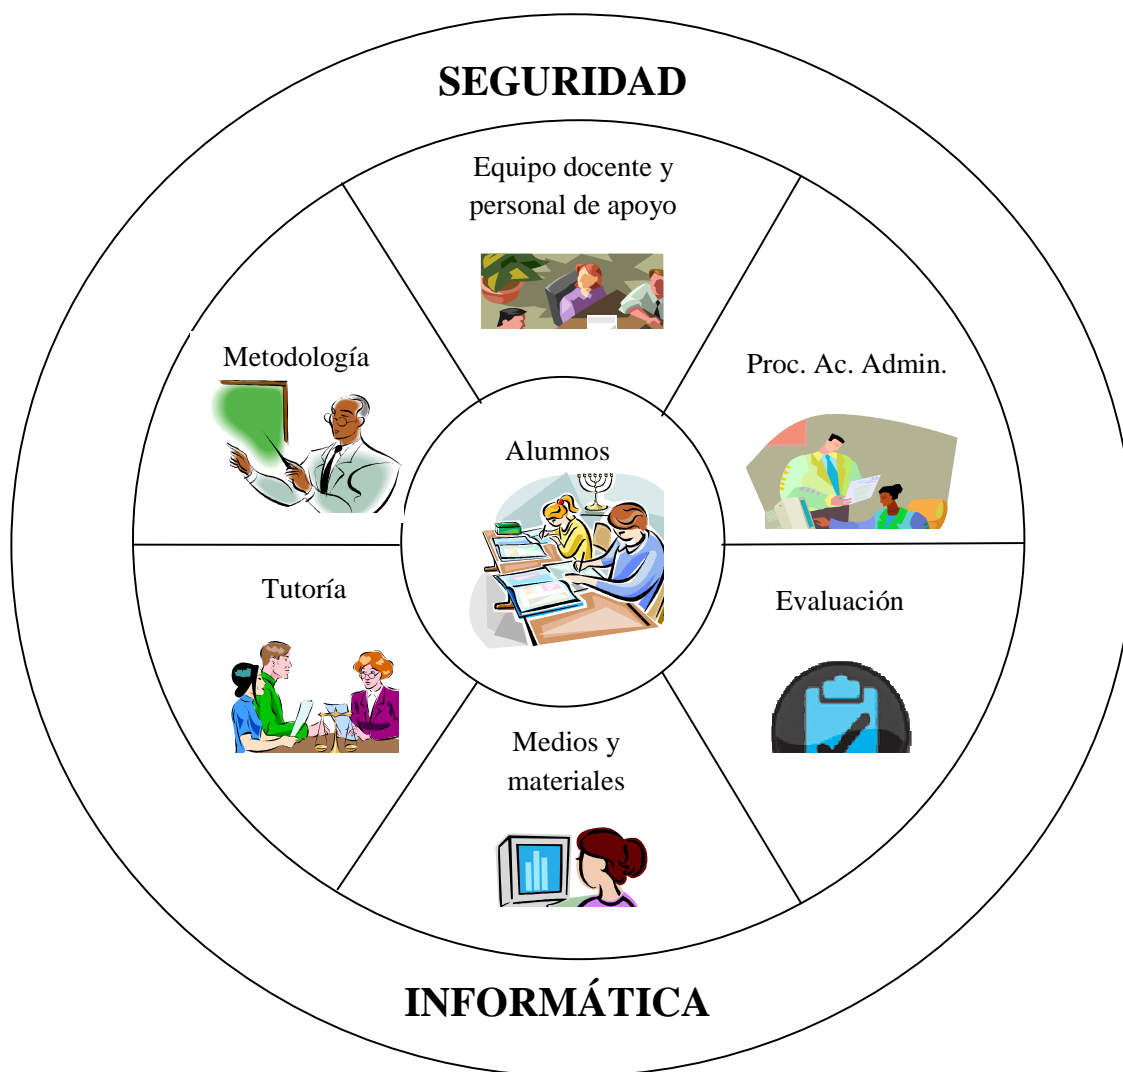 SEGURIDAD
Equipo docente y
personal de apoyo
Metodología
Proc. Ac. Admin.
Alumnos
Tutoría
Evaluación
Medios y
materiales
INFORMÁTICA